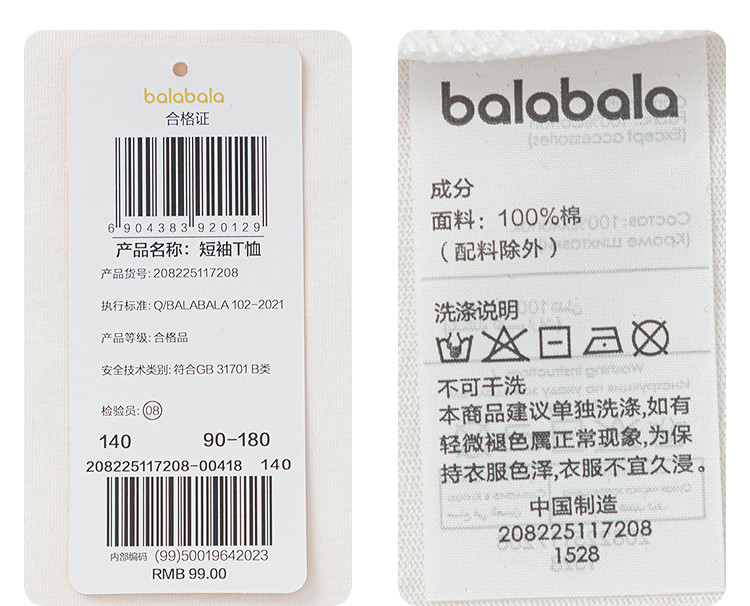 balabala
合格证
6 904383 920129
产品名称：短袖T恤
产品货号: 208225117208
执行标准: Q/BALABALA 102-2021
产品等级: 合格品
安全技术类别: 符合GB 31701 B类
检验员: 08
140 90-180
208225117208-00418 140
内部编码 (99)50019642023
RMB 99.00
balabala
成分
面料：100%棉
（配料除外）
洗涤说明
不可干洗
本商品建议单独洗涤,如有
轻微褪色属正常现象,为保
持衣服色泽,衣服不宜久浸。
中国制造
208225117208
1528